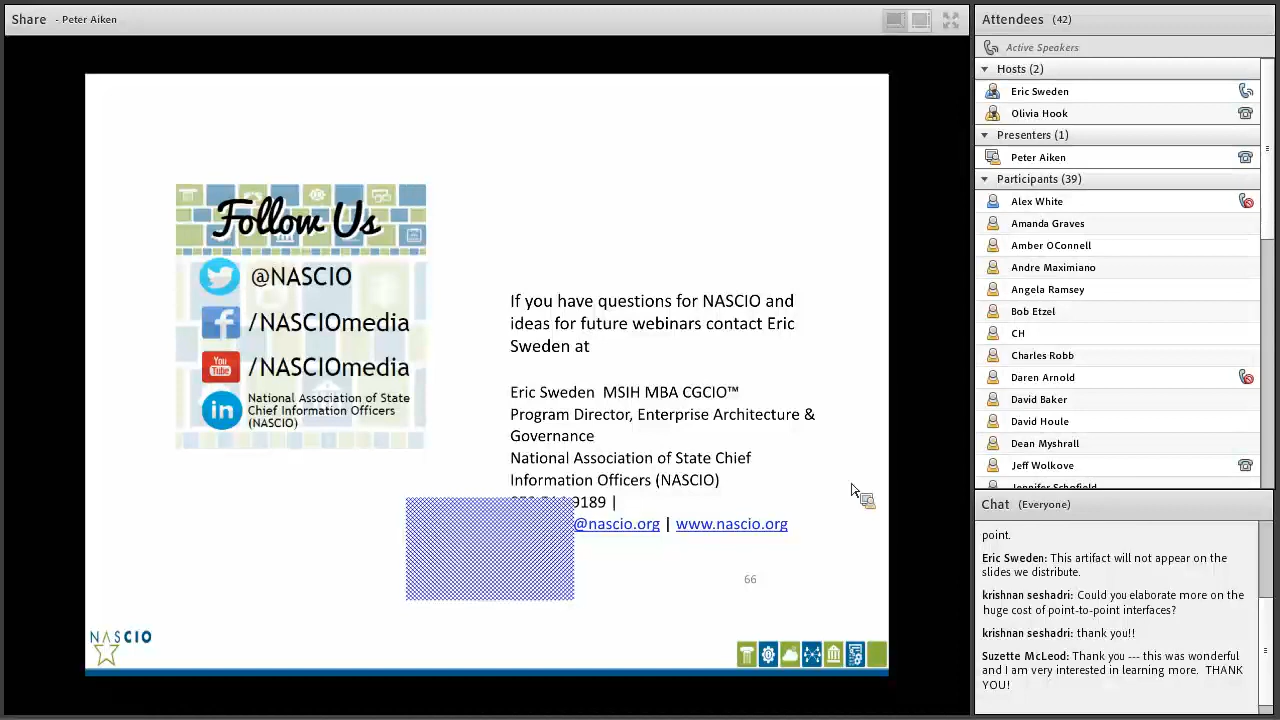 Share - Peter Aiken
Follow Us
@NASCIO
/NASCIOmedia
You
Tube
/NASCIOmedia
in
National Association of State
Chief Information Officers
(NASCIO)
If you have questions for NASCIO and
ideas for future webinars contact Eric
Sweden at
Eric Sweden MSIH MBA CGCIO™
Program Director, Enterprise Architecture &
Governance
National Association of State Chief
Information Officers (NASCIO)
9189 |
@nascio.org | www.nascio.org
66
NASCIO
Attendees (42)
Active Speakers
Hosts (2)
Eric Sweden
Olivia Hook
Presenters (1)
Peter Aiken
Participants (39)
Alex White
Amanda Graves
Amber OConnell
Andre Maximiano
Angela Ramsey
Bob Etzel
CH
Charles Robb
Daren Arnold
David Baker
David Houle
Dean Myshrall
Jeff Wolkove
Jennifer Schofield
Chat (Everyone)
point.
Eric Sweden: This artifact will not appear on the
slides we distribute.
krishnan seshadri: Could you elaborate more on the
huge cost of point-to-point interfaces?
krishnan seshadri: thank you!!
Suzette McLeod: Thank you --- this was wonderful
and I am very interested in learning more. THANK
YOU!